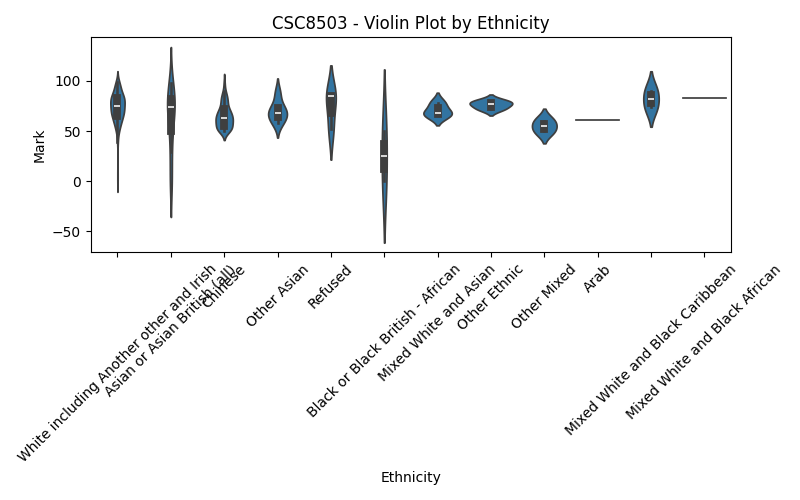 CSC8503 - Violin Plot by Ethnicity
Mark
100
50
0
−50
White including Another other and Irish
Asian or Asian British (all)
Chinese
Other Asian
Refused
Black or Black British - African
Mixed White and Asian
Other Ethnic
Other Mixed
Arab
Mixed White and Black Caribbean
Mixed White and Black African
Ethnicity